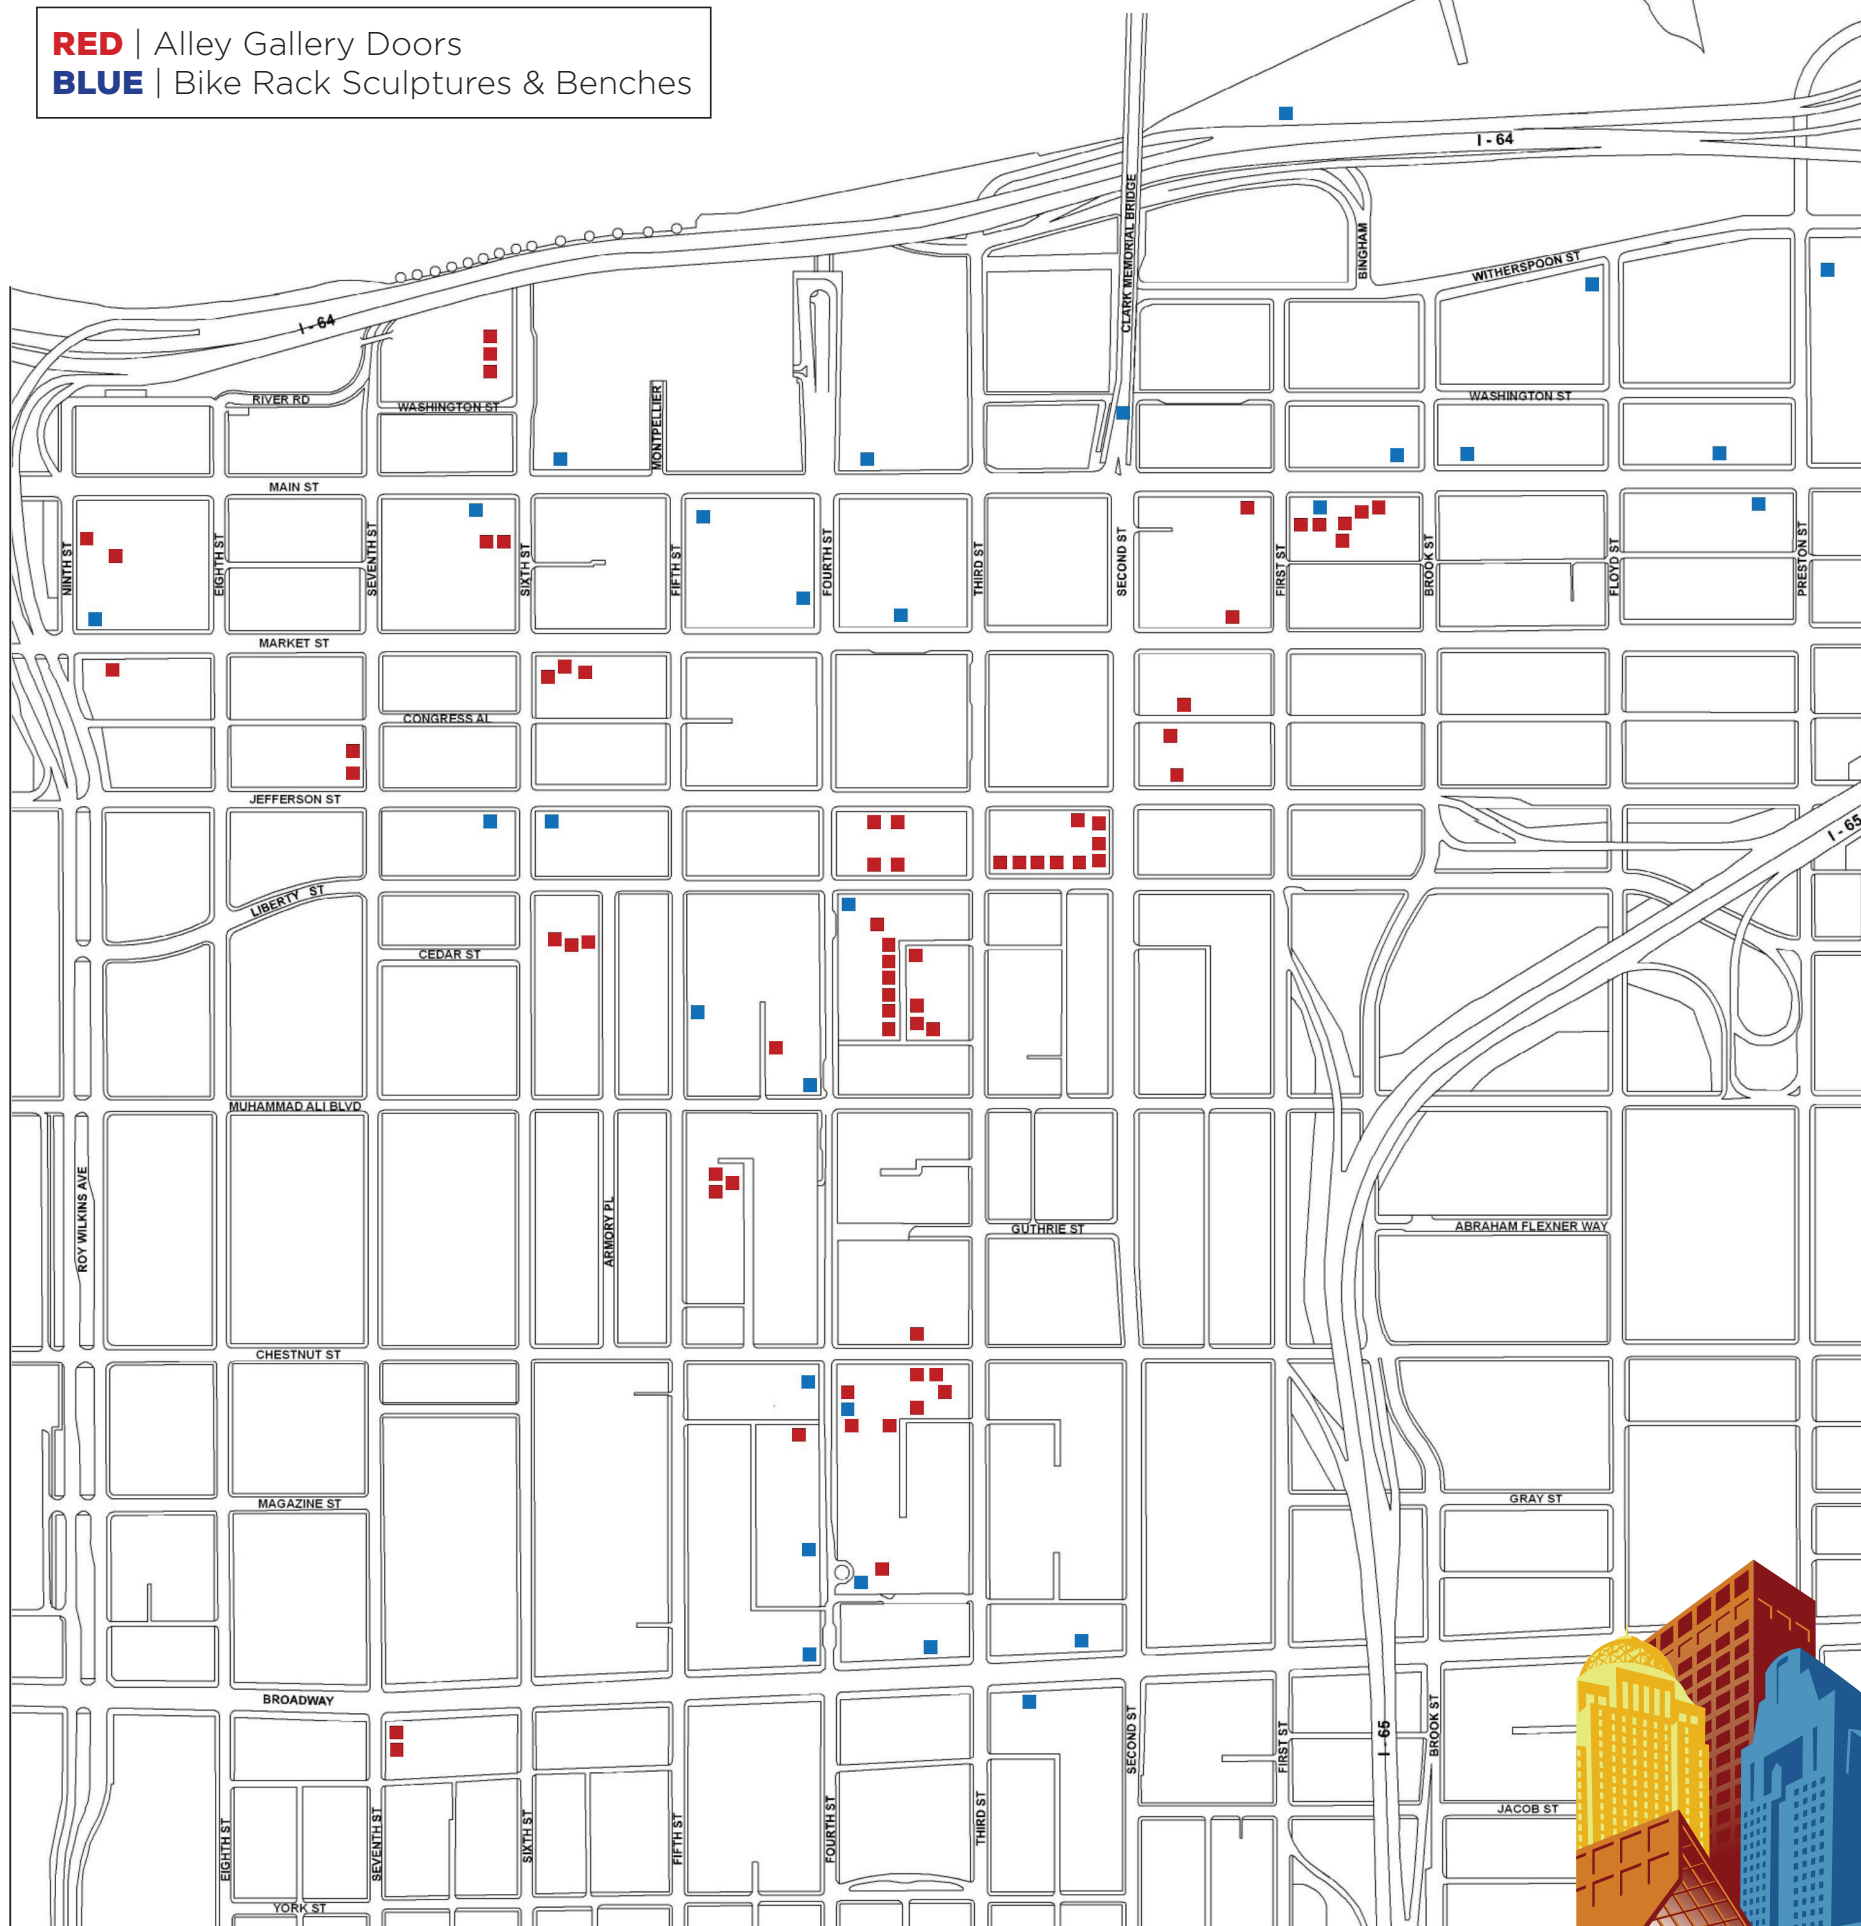 RED | Alley Gallery Doors
BLUE | Bike Rack Sculptures & Benches
I - 64
CLARK MEMORIAL BRIDGE
BINGHAM
WITHERSPOON ST
I - 64
RIVER RD
WASHINGTON ST
MONTPELLIER
WASHINGTON ST
MAIN ST
NINTH ST
EIGHTH ST
SEVENTH ST
SIXTH ST
FIFTH ST
FOURTH ST
THIRD ST
SECOND ST
FIRST ST
BROOK ST
FLOYD ST
PRESTON ST
MARKET ST
CONGRESS AL
JEFFERSON ST
I - 65
LIBERTY ST
CEDAR ST
MUHAMMAD ALI BLVD
ROY WILKINS AVE
ARMORY PL
GUTHRIE ST
ABRAHAM FLEXNER WAY
CHESTNUT ST
MAGAZINE ST
GRAY ST
BROADWAY
SECOND ST
FIRST ST
I - 65
BROOK ST
EIGHTH ST
SEVENTH ST
SIXTH ST
FIFTH ST
FOURTH ST
THIRD ST
JACOB ST
YORK ST